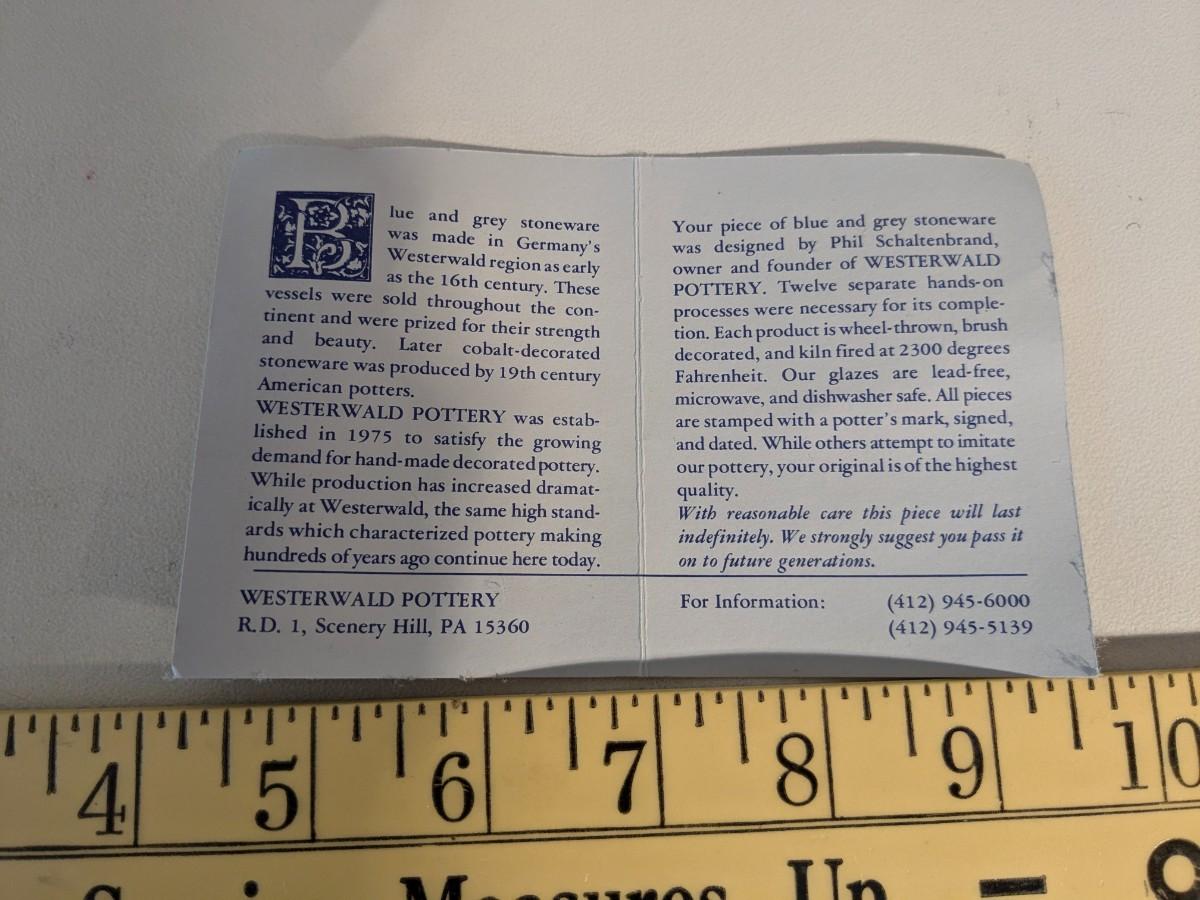 Blue and grey stoneware
was made in Germany's
Westerwald region as early
as the 16th century. These
vessels were sold throughout the con-
tinent and were prized for their strength
and beauty. Later cobalt-decorated
stoneware was produced by 19th century
American potters.
WESTERWALD POTTERY was estab-
lished in 1975 to satisfy the growing
demand for hand-made decorated pottery.
While production has increased dramat-
ically at Westerwald, the same high stand-
ards which characterized pottery making
hundreds of years ago continue here today.
WESTERWALD POTTERY
R.D. 1, Scenery Hill, PA 15360
Your piece of blue and grey stoneware
was designed by Phil Schaltenbrand,
owner and founder of WESTERWALD
POTTERY. Twelve separate hands-on
processes were necessary for its comple-
tion. Each product is wheel-thrown, brush
decorated, and kiln fired at 2300 degrees
Fahrenheit. Our glazes are lead-free,
microwave, and dishwasher safe. All pieces
are stamped with a potter's mark, signed,
and dated. While others attempt to imitate
our pottery, your original is of the highest
quality.
With reasonable care this piece will last
indefinitely. We strongly suggest you pass it
on to future generations.
For Information: (412) 945-6000
(412) 945-5139
4 5 6 7 8 9 10
Measures Up -